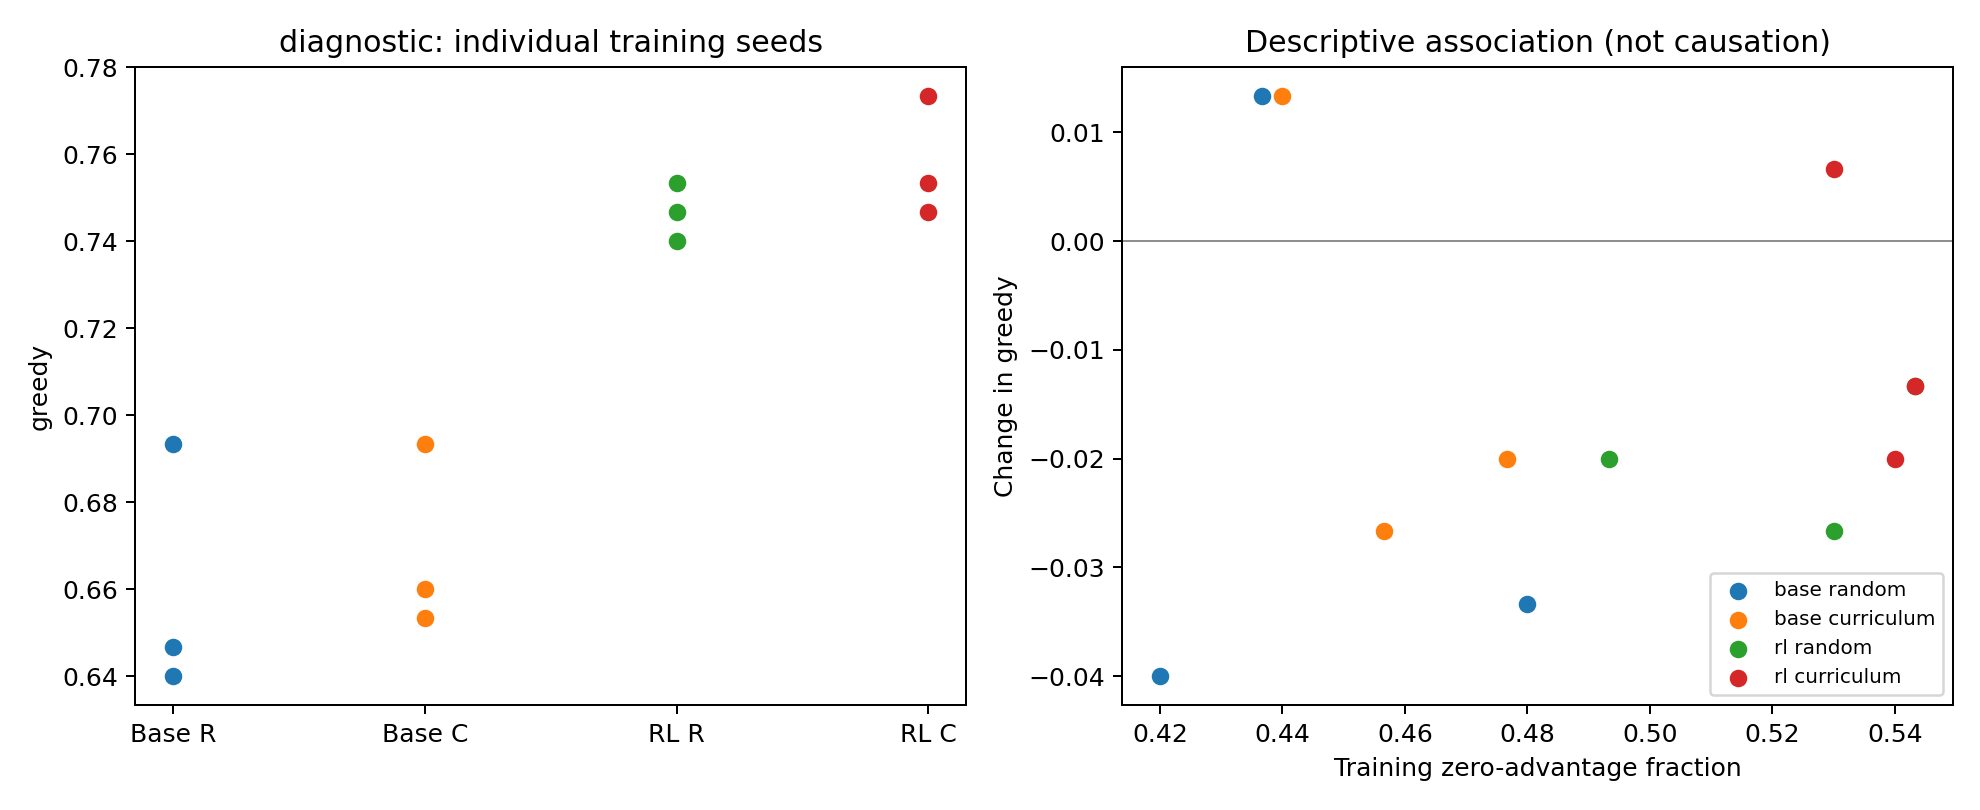 diagnostic: individual training seeds
0.78
0.76
0.74
0.72
0.70
0.68
0.66
0.64
greedy
Base R
Base C
RL R
RL C
Descriptive association (not causation)
0.01
0.00
−0.01
−0.02
−0.03
−0.04
Change in greedy
base random
base curriculum
rl random
rl curriculum
0.42
0.44
0.46
0.48
0.50
0.52
0.54
Training zero-advantage fraction